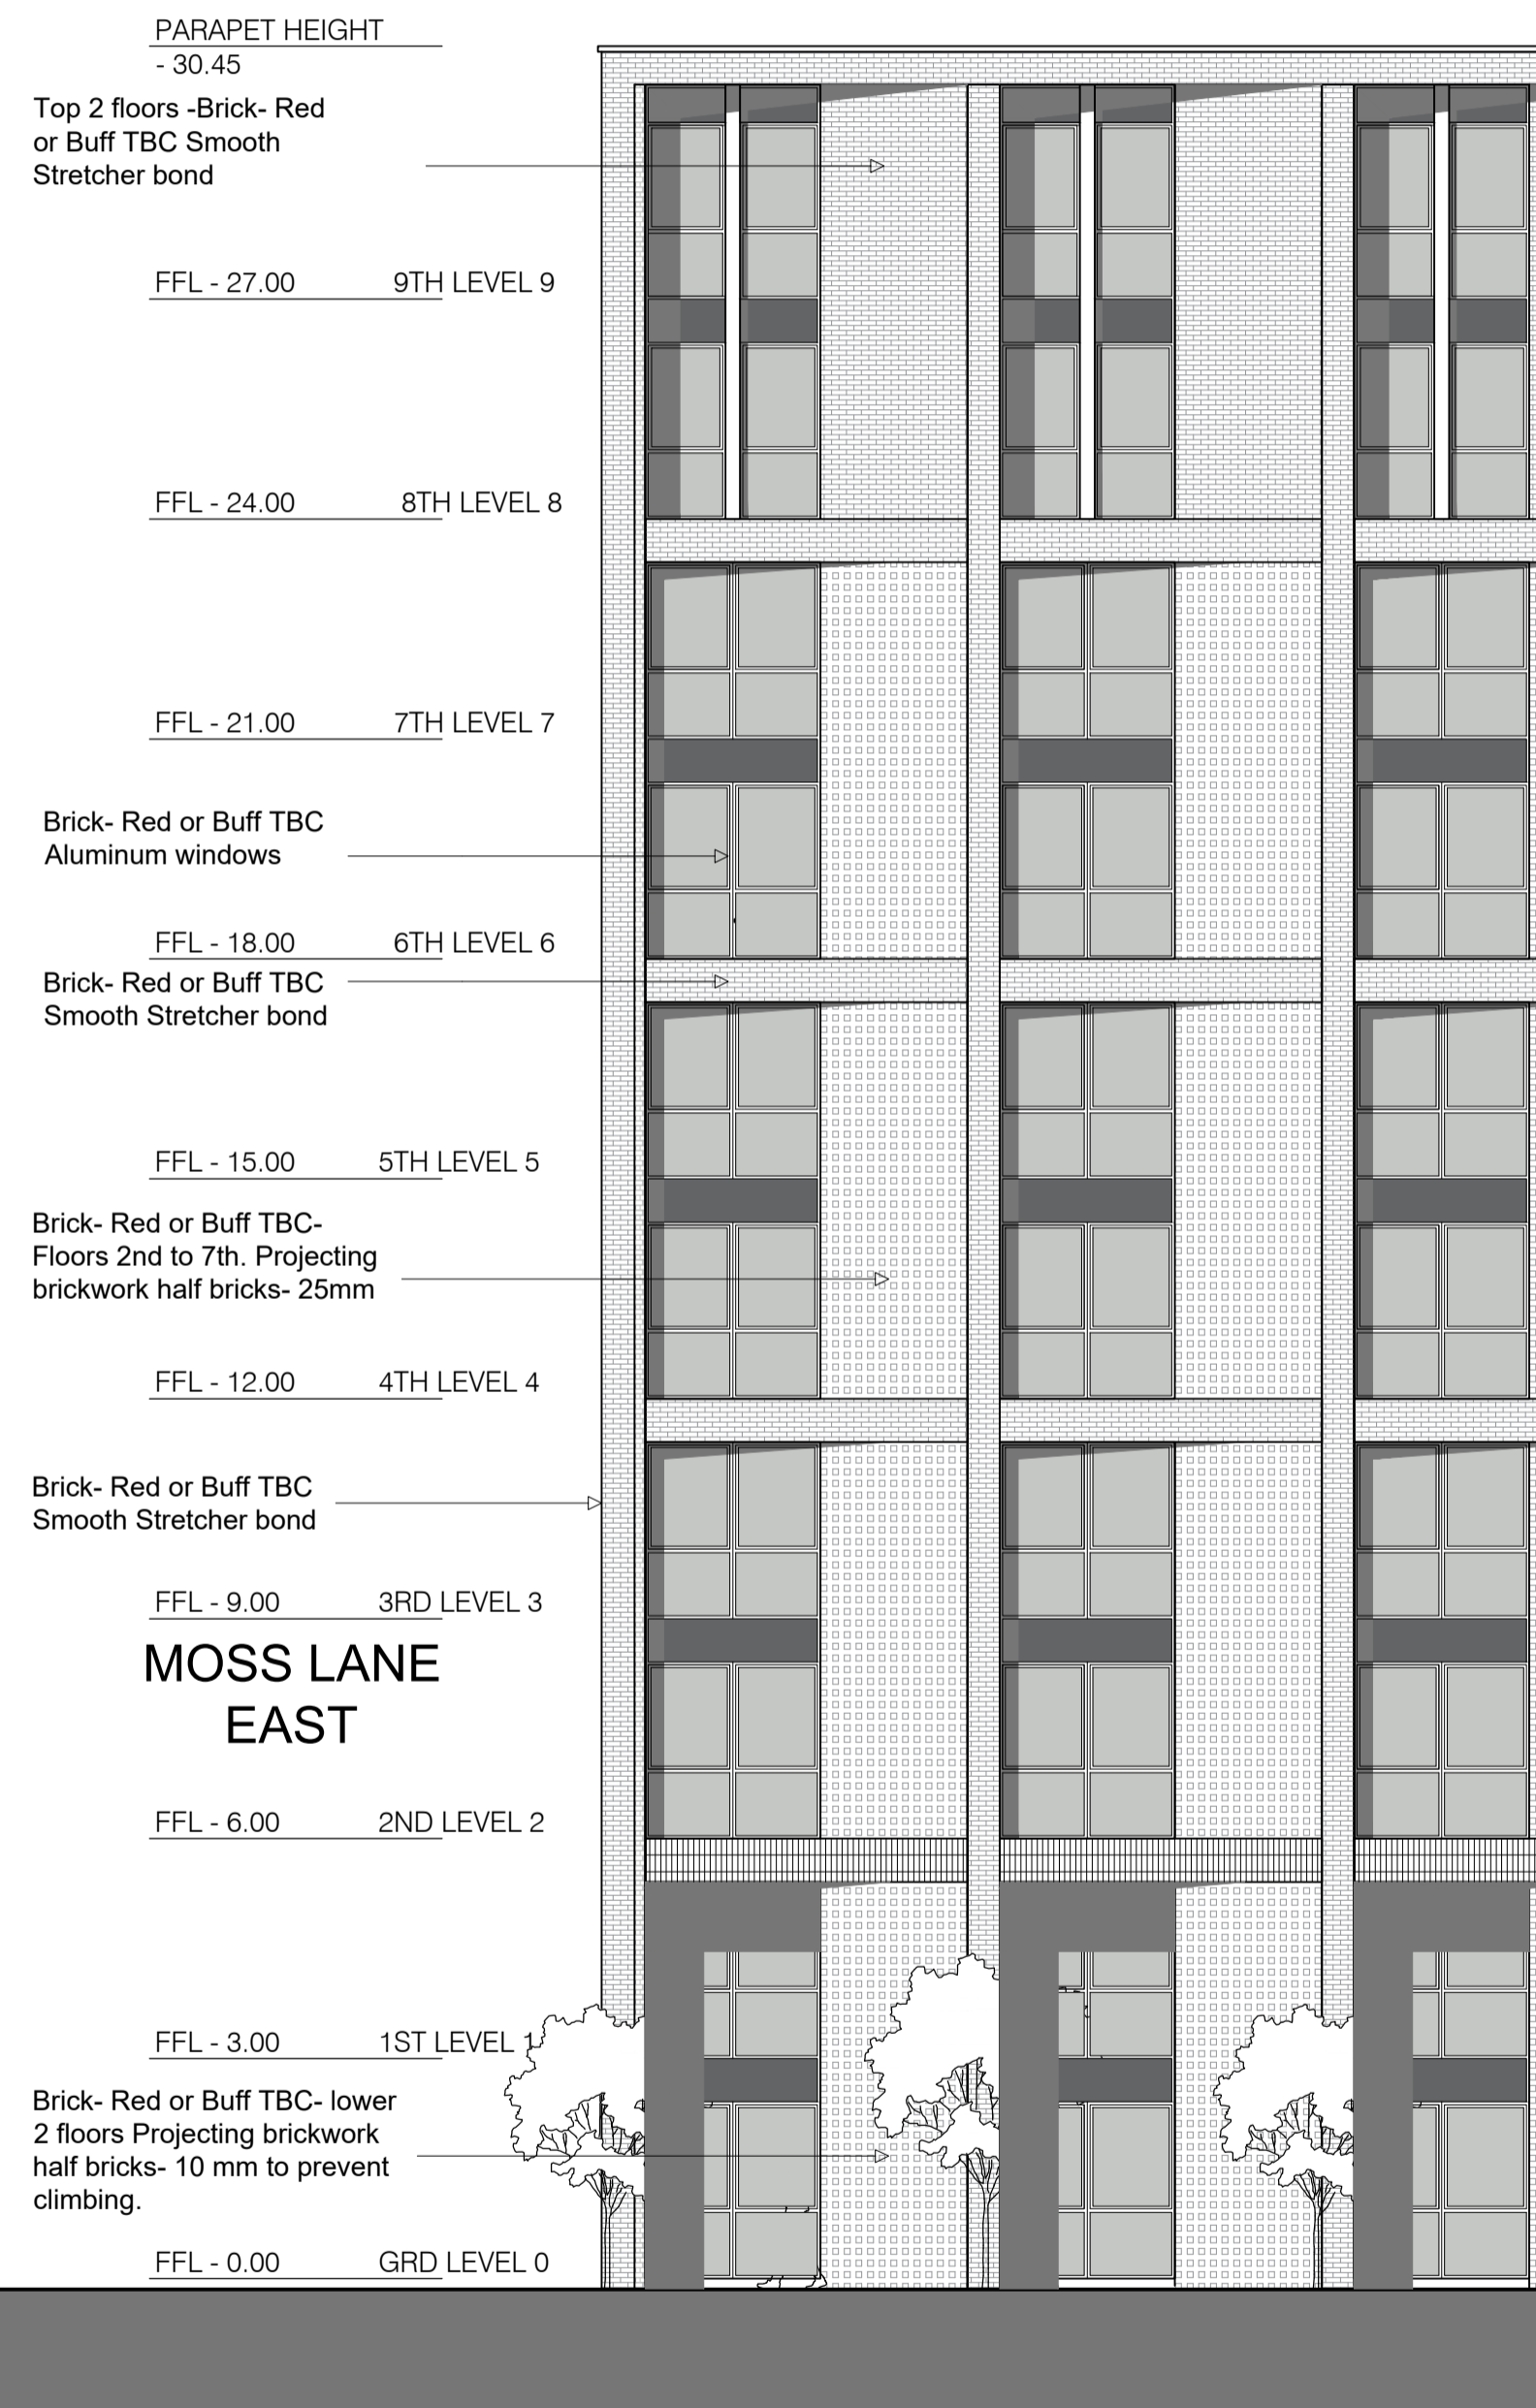 PARAPET HEIGHT
- 30.45
Top 2 floors -Brick- Red
or Buff TBC Smooth
Stretcher bond
FFL - 27.00 9TH LEVEL 9
FFL - 24.00 8TH LEVEL 8
FFL - 21.00 7TH LEVEL 7
Brick- Red or Buff TBC
Aluminum windows
FFL - 18.00 6TH LEVEL 6
Brick- Red or Buff TBC
Smooth Stretcher bond
FFL - 15.00 5TH LEVEL 5
Brick- Red or Buff TBC-
Floors 2nd to 7th. Projecting
brickwork half bricks- 25mm
FFL - 12.00 4TH LEVEL 4
Brick- Red or Buff TBC
Smooth Stretcher bond
FFL - 9.00 3RD LEVEL 3
MOSS LANE
EAST
FFL - 6.00 2ND LEVEL 2
FFL - 3.00 1ST LEVEL 1
Brick- Red or Buff TBC- lower
2 floors Projecting brickwork
half bricks- 10 mm to prevent
climbing.
FFL - 0.00 GRD LEVEL 0